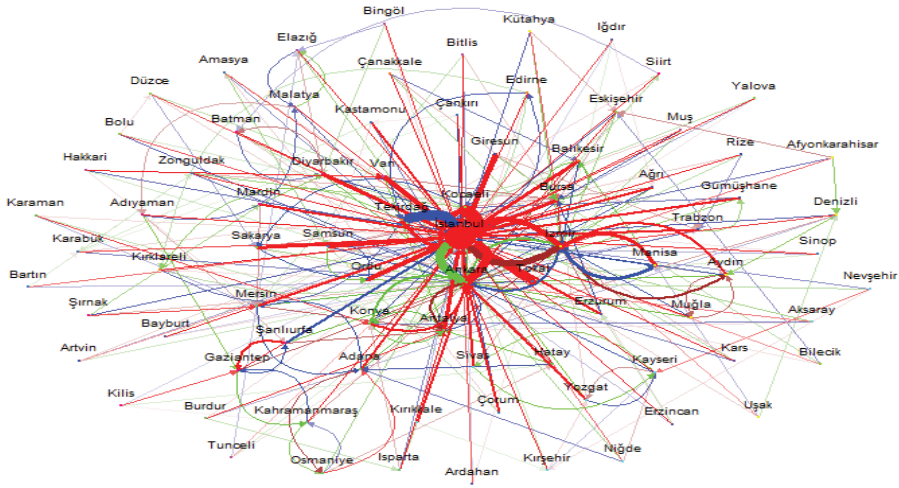 Bingöl
Kütahya
Iğdır
Elazığ
Bitlis
Amasya
Çanakkale
Siirt
Düzce
Edirne
Malatya
Eskişehir
Yalova
Kastamonu
Çankırı
Batman
Muş
Bolu
Giresun
Rize
Afyonkarahisar
Hakkari
Zonguldak
Diyarbakır
Van
Balıkesir
Mardin
Kocaeli
Bursa
Ağrı
Gümüşhane
Karaman
Adıyaman
Tekirdağ
İstanbul
Trabzon
Denizli
Karabük
Sakarya
Samsun
İzmir
Manisa
Sinop
Kırklareli
Aydın
Bartın
Ordu
Ankara
Tokat
Nevşehir
Şırnak
Mersin
Erzurum
Muğla
Aksaray
Bayburt
Konya
Antalya
Artvin
Şanlıurfa
Kars
Bilecik
Gaziantep
Adana
Sivas
Hatay
Kayseri
Kilis
Burdur
Kahramanmaraş
Kırıkkale
Çorum
Yozgat
Erzincan
Uşak
Tunceli
Osmaniye
Isparta
Ardahan
Kırşehir
Niğde